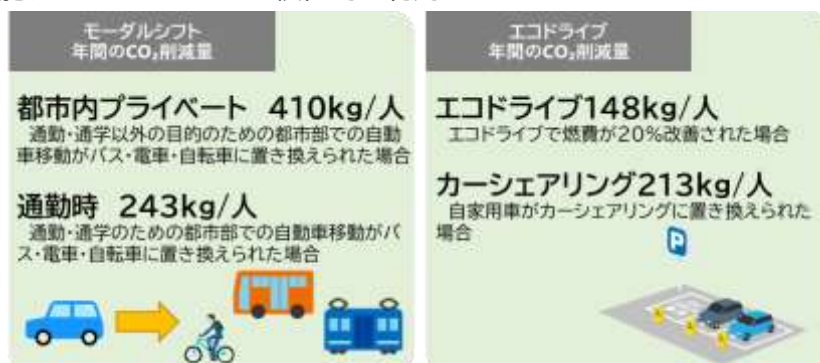 モーダルシフト
年間のCO₂削減量
都市内プライベート 410kg/人
通勤・通学以外の目的のための都市部での自動
車移動がバス・電車・自転車に置き換えられた場合
通勤時 243kg/人
通勤・通学のための都市部での自動車移動がバ
ス・電車・自転車に置き換えられた場合
エコドライブ
年間のCO₂削減量
エコドライブ148kg/人
エコドライブで燃費が20%改善された場合
カーシェアリング213kg/人
自家用車がカーシェアリングに置き換えられた
場合
P